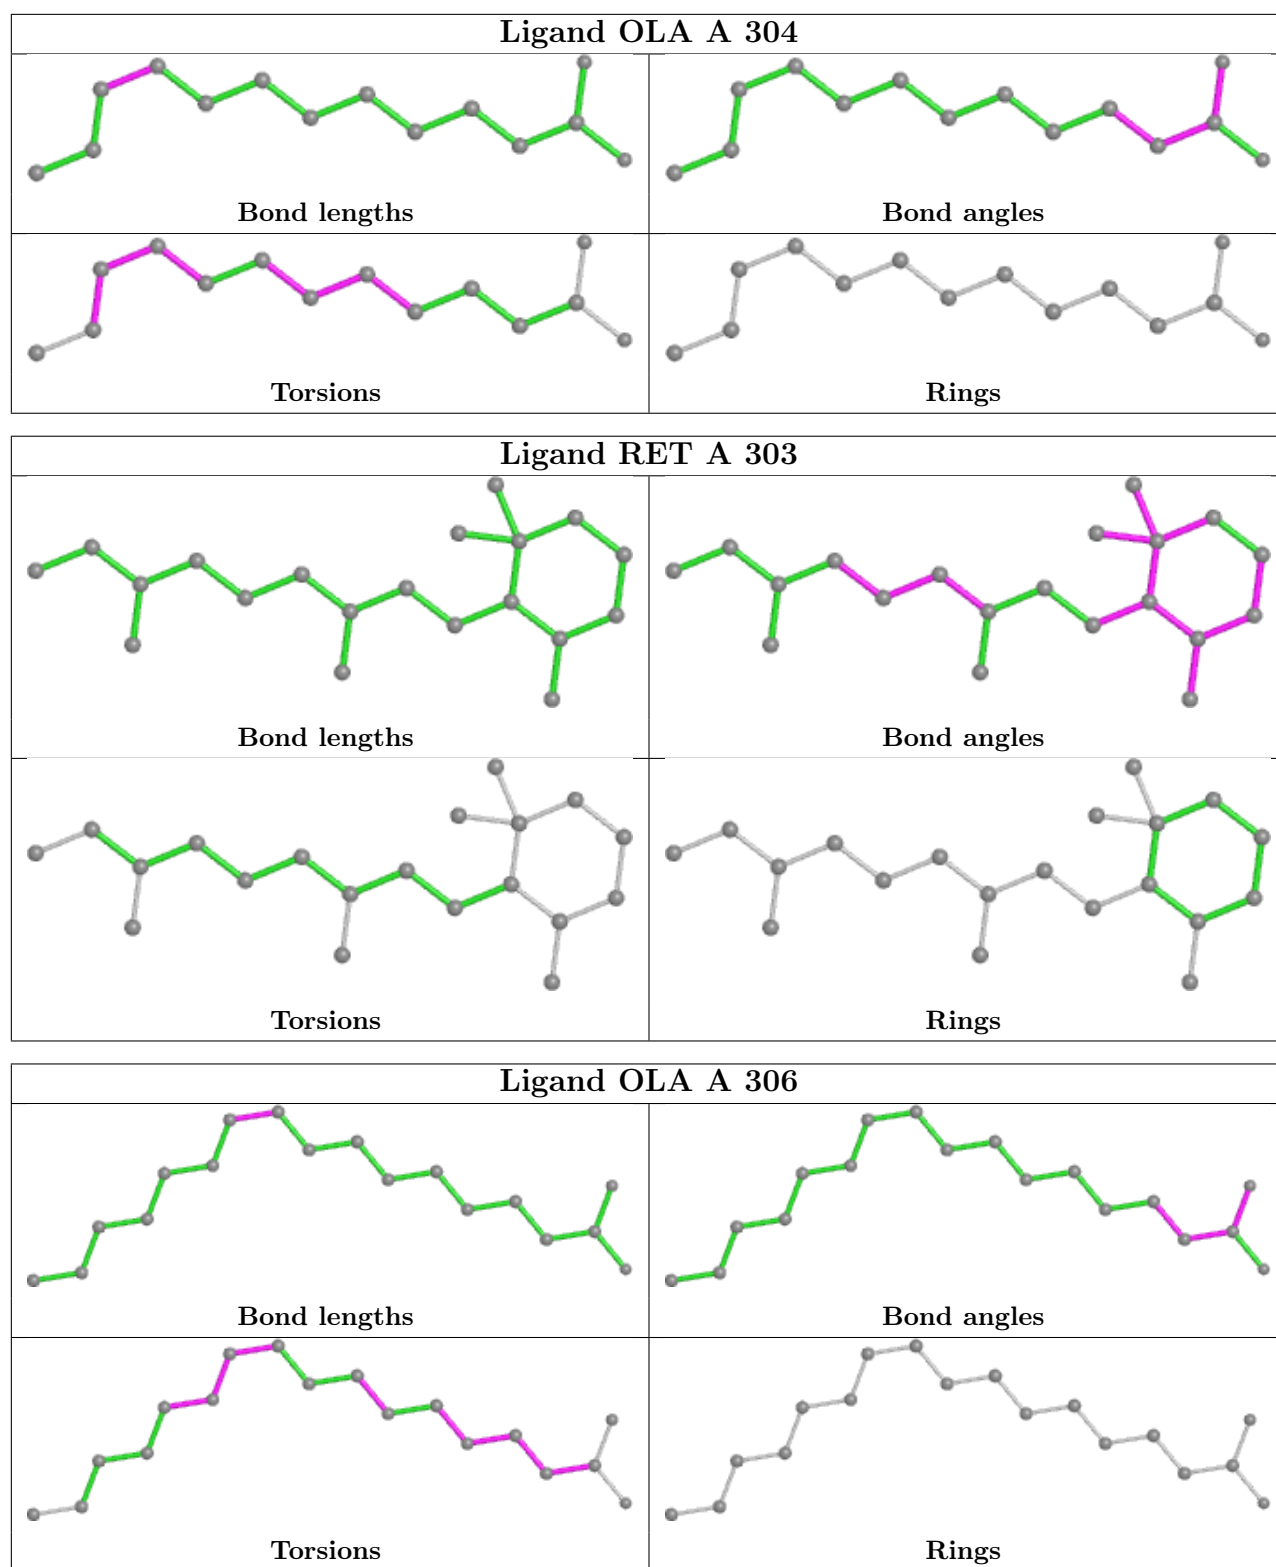 Ligand OLA A 304
Bond lengths
Bond angles
Torsions
Rings
Ligand RET A 303
Bond lengths
Bond angles
Torsions
Rings
Ligand OLA A 306
Bond lengths
Bond angles
Torsions
Rings